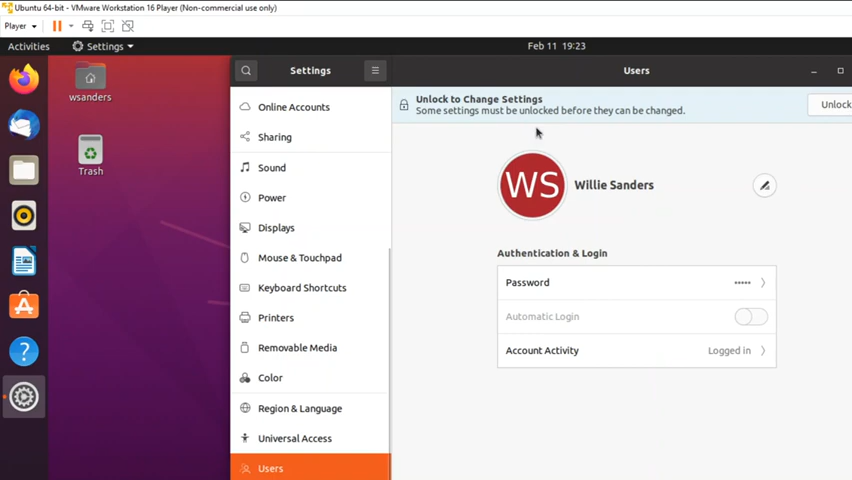 Ubuntu 64-bit - VMware Workstation 16 Player (Non-commercial use only)
Player
Activities
Settings
Feb 11 19:23
Settings
Users
wsanders
Trash
Online Accounts
Sharing
Sound
Power
Displays
Mouse & Touchpad
Keyboard Shortcuts
Printers
Removable Media
Color
Region & Language
Universal Access
Users
Unlock to Change Settings
Some settings must be unlocked before they can be changed.
Unlock
WS
Willie Sanders
Authentication & Login
Password •••••
Automatic Login
Account Activity Logged in